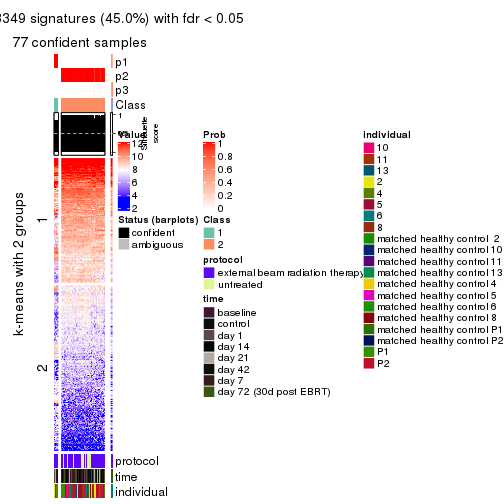 3349 signatures (45.0%) with fdr < 0.05
77 confident samples
p1
p2
p3
Class
1
0.5
Silhouette
score
k-means with 2 groups
1
2
protocol
time
individual
Value
12
10
8
6
4
2
Status (barplots)
confident
ambiguous
Prob
1
0.8
0.6
0.4
0.2
0
Class
1
2
protocol
external beam radiation therapy
untreated
time
baseline
control
day 1
day 14
day 21
day 42
day 7
day 72 (30d post EBRT)
individual
10
11
13
2
4
5
6
8
matched healthy control 2
matched healthy control 10
matched healthy control 11
matched healthy control 13
matched healthy control 4
matched healthy control 5
matched healthy control 6
matched healthy control 8
matched healthy control P1
matched healthy control P2
P1
P2